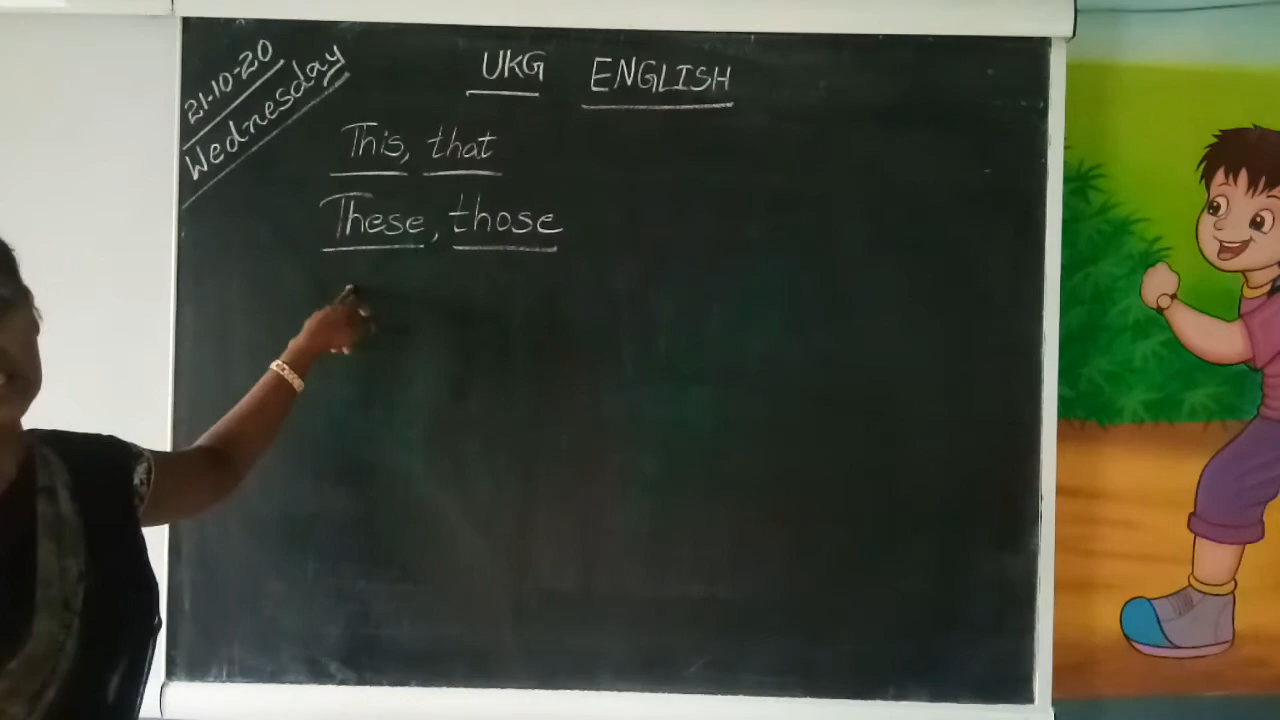 21-10-20
Wednesday
UKG ENGLISH
This, that
These, those